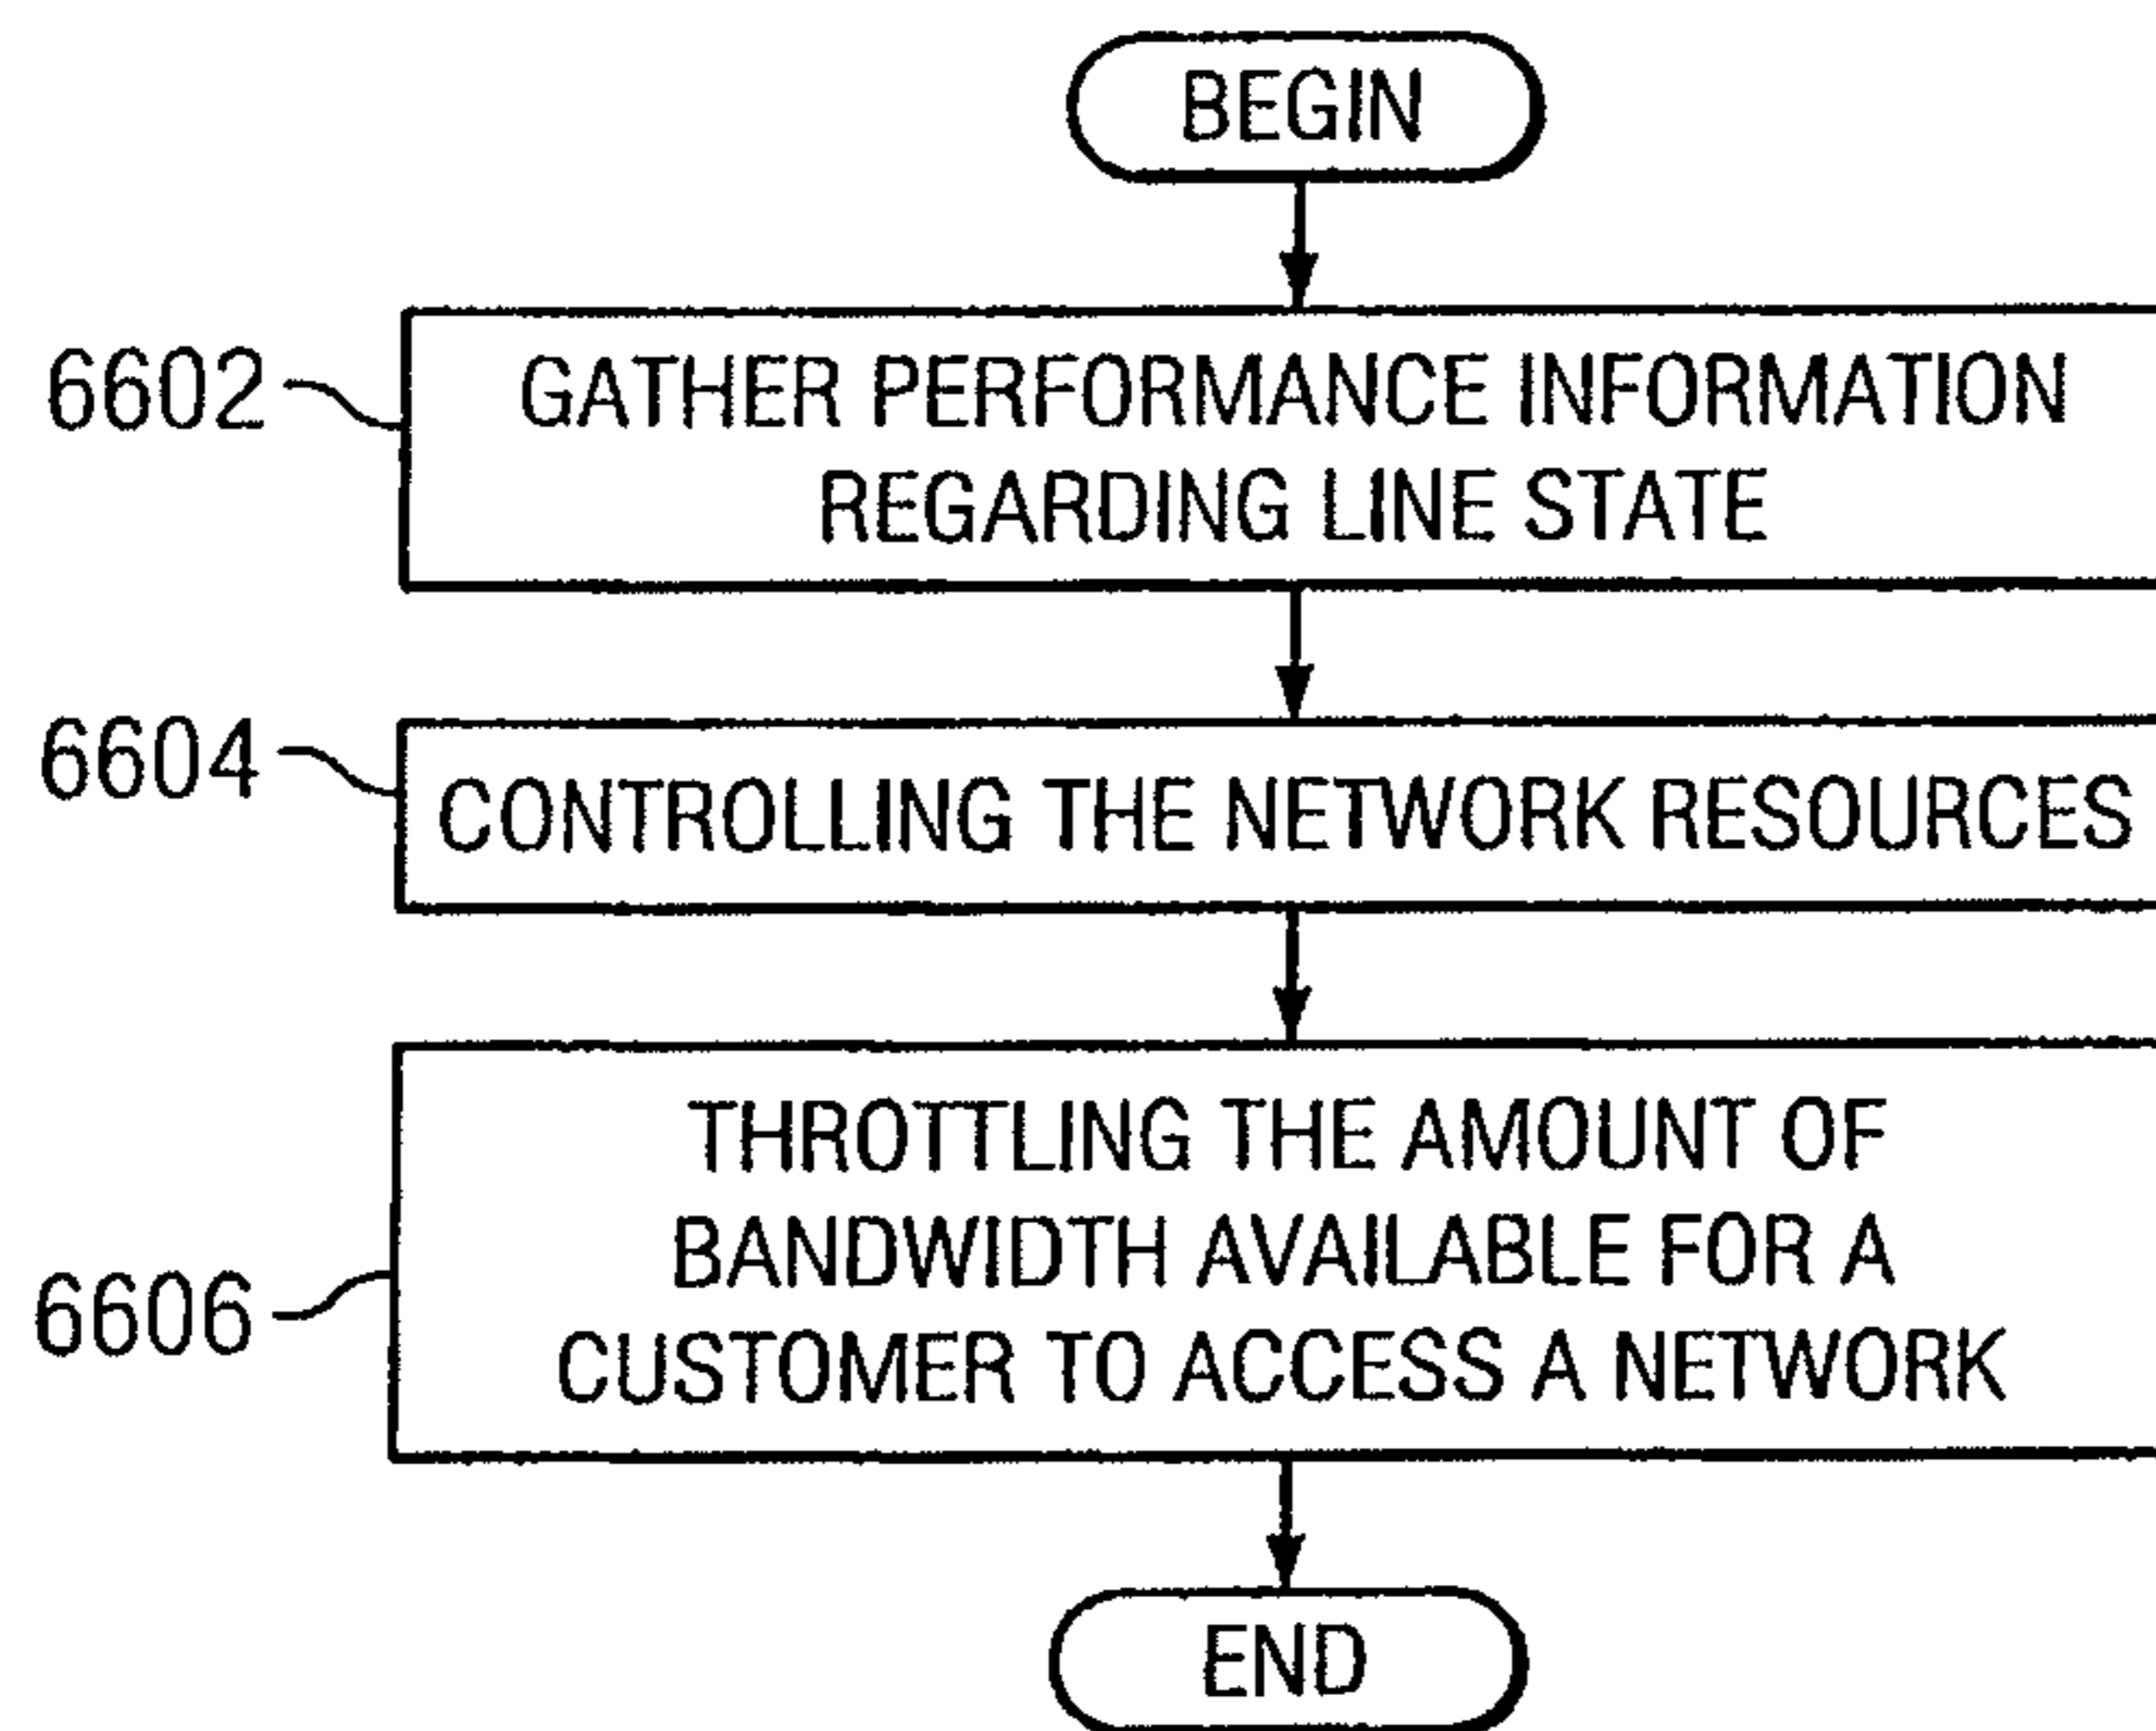 BEGIN
6602
GATHER PERFORMANCE INFORMATION
REGARDING LINE STATE
6604
CONTROLLING THE NETWORK RESOURCES
6606
THROTTLING THE AMOUNT OF
BANDWIDTH AVAILABLE FOR A
CUSTOMER TO ACCESS A NETWORK
END